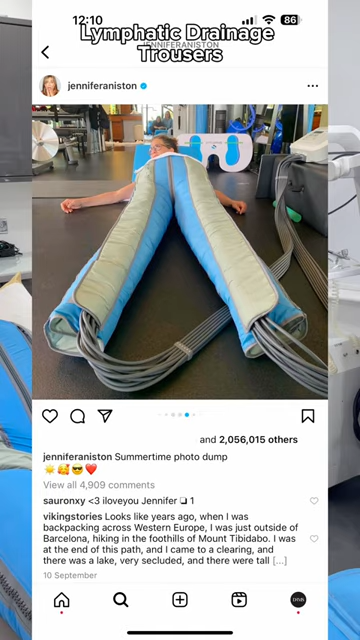 12:10
86
Lymphatic Drainage
JENNIFERANISTON
Trousers
jenniferaniston
and 2,056,015 others
jenniferaniston Summertime photo dump
☀️🥰😎❤️
View all 4,909 comments
sauronxy <3 iloveyou Jennifer ❏ 1
vikingstories Looks like years ago, when I was
backpacking across Western Europe, I was just outside of
Barcelona, hiking in the foothills of Mount Tibidabo. I was
at the end of this path, and I came to a clearing, and
there was a lake, very secluded, and there were tall [...]
10 September